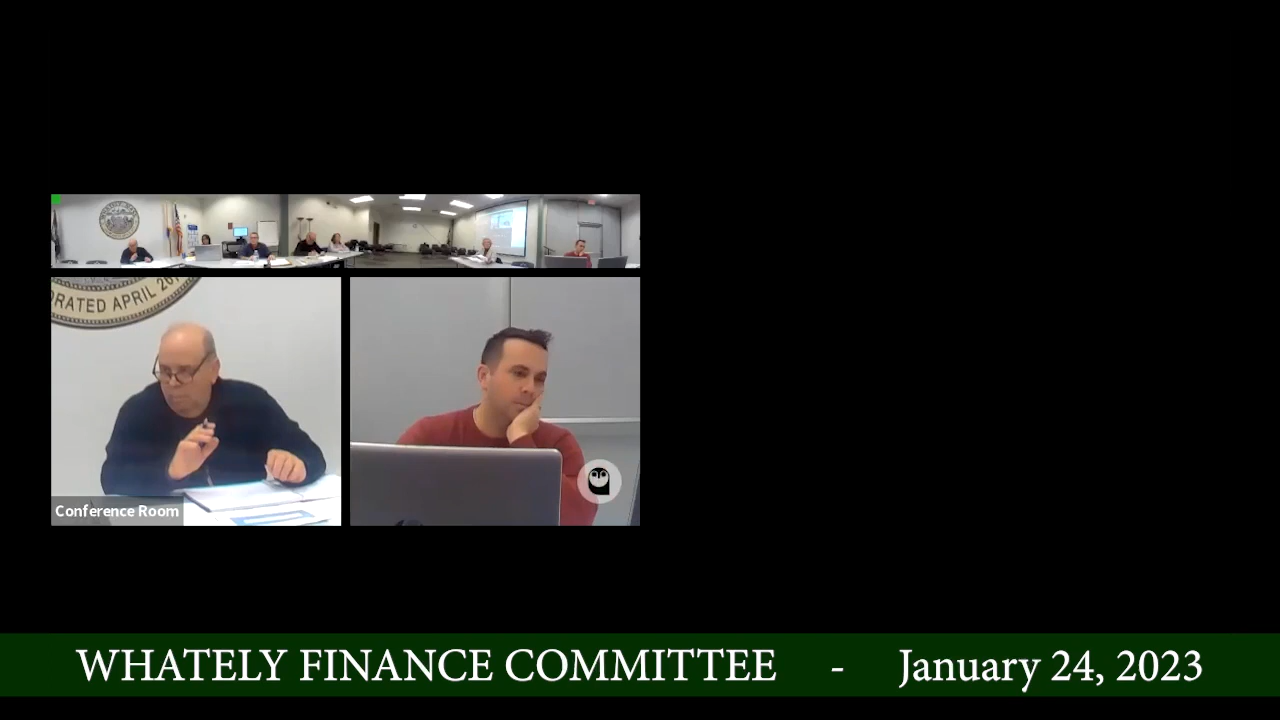 RATED APRIL 
Conference Room
WHATELY FINANCE COMMITTEE - January 24, 2023